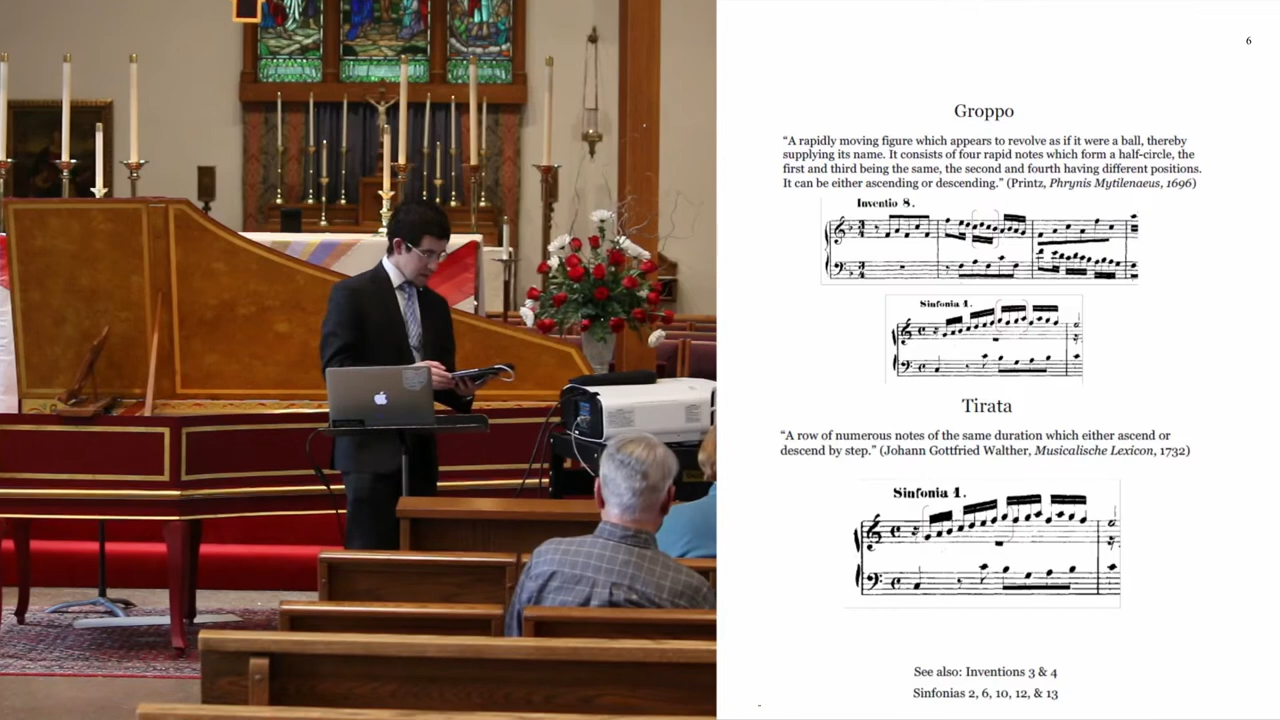 6
Groppo
“A rapidly moving figure which appears to revolve as if it were a ball, thereby
supplying its name. It consists of four rapid notes which form a half-circle, the
first and third being the same, the second and fourth having different positions.
It can be either ascending or descending.” (Printz, Phrynis Mytilenaeus, 1696)
Inventio 8.
Sinfonia 1.
Tirata
“A row of numerous notes of the same duration which either ascend or
descend by step.” (Johann Gottfried Walther, Musicalische Lexicon, 1732)
Sinfonia 1.
See also: Inventions 3 & 4
Sinfonias 2, 6, 10, 12, & 13